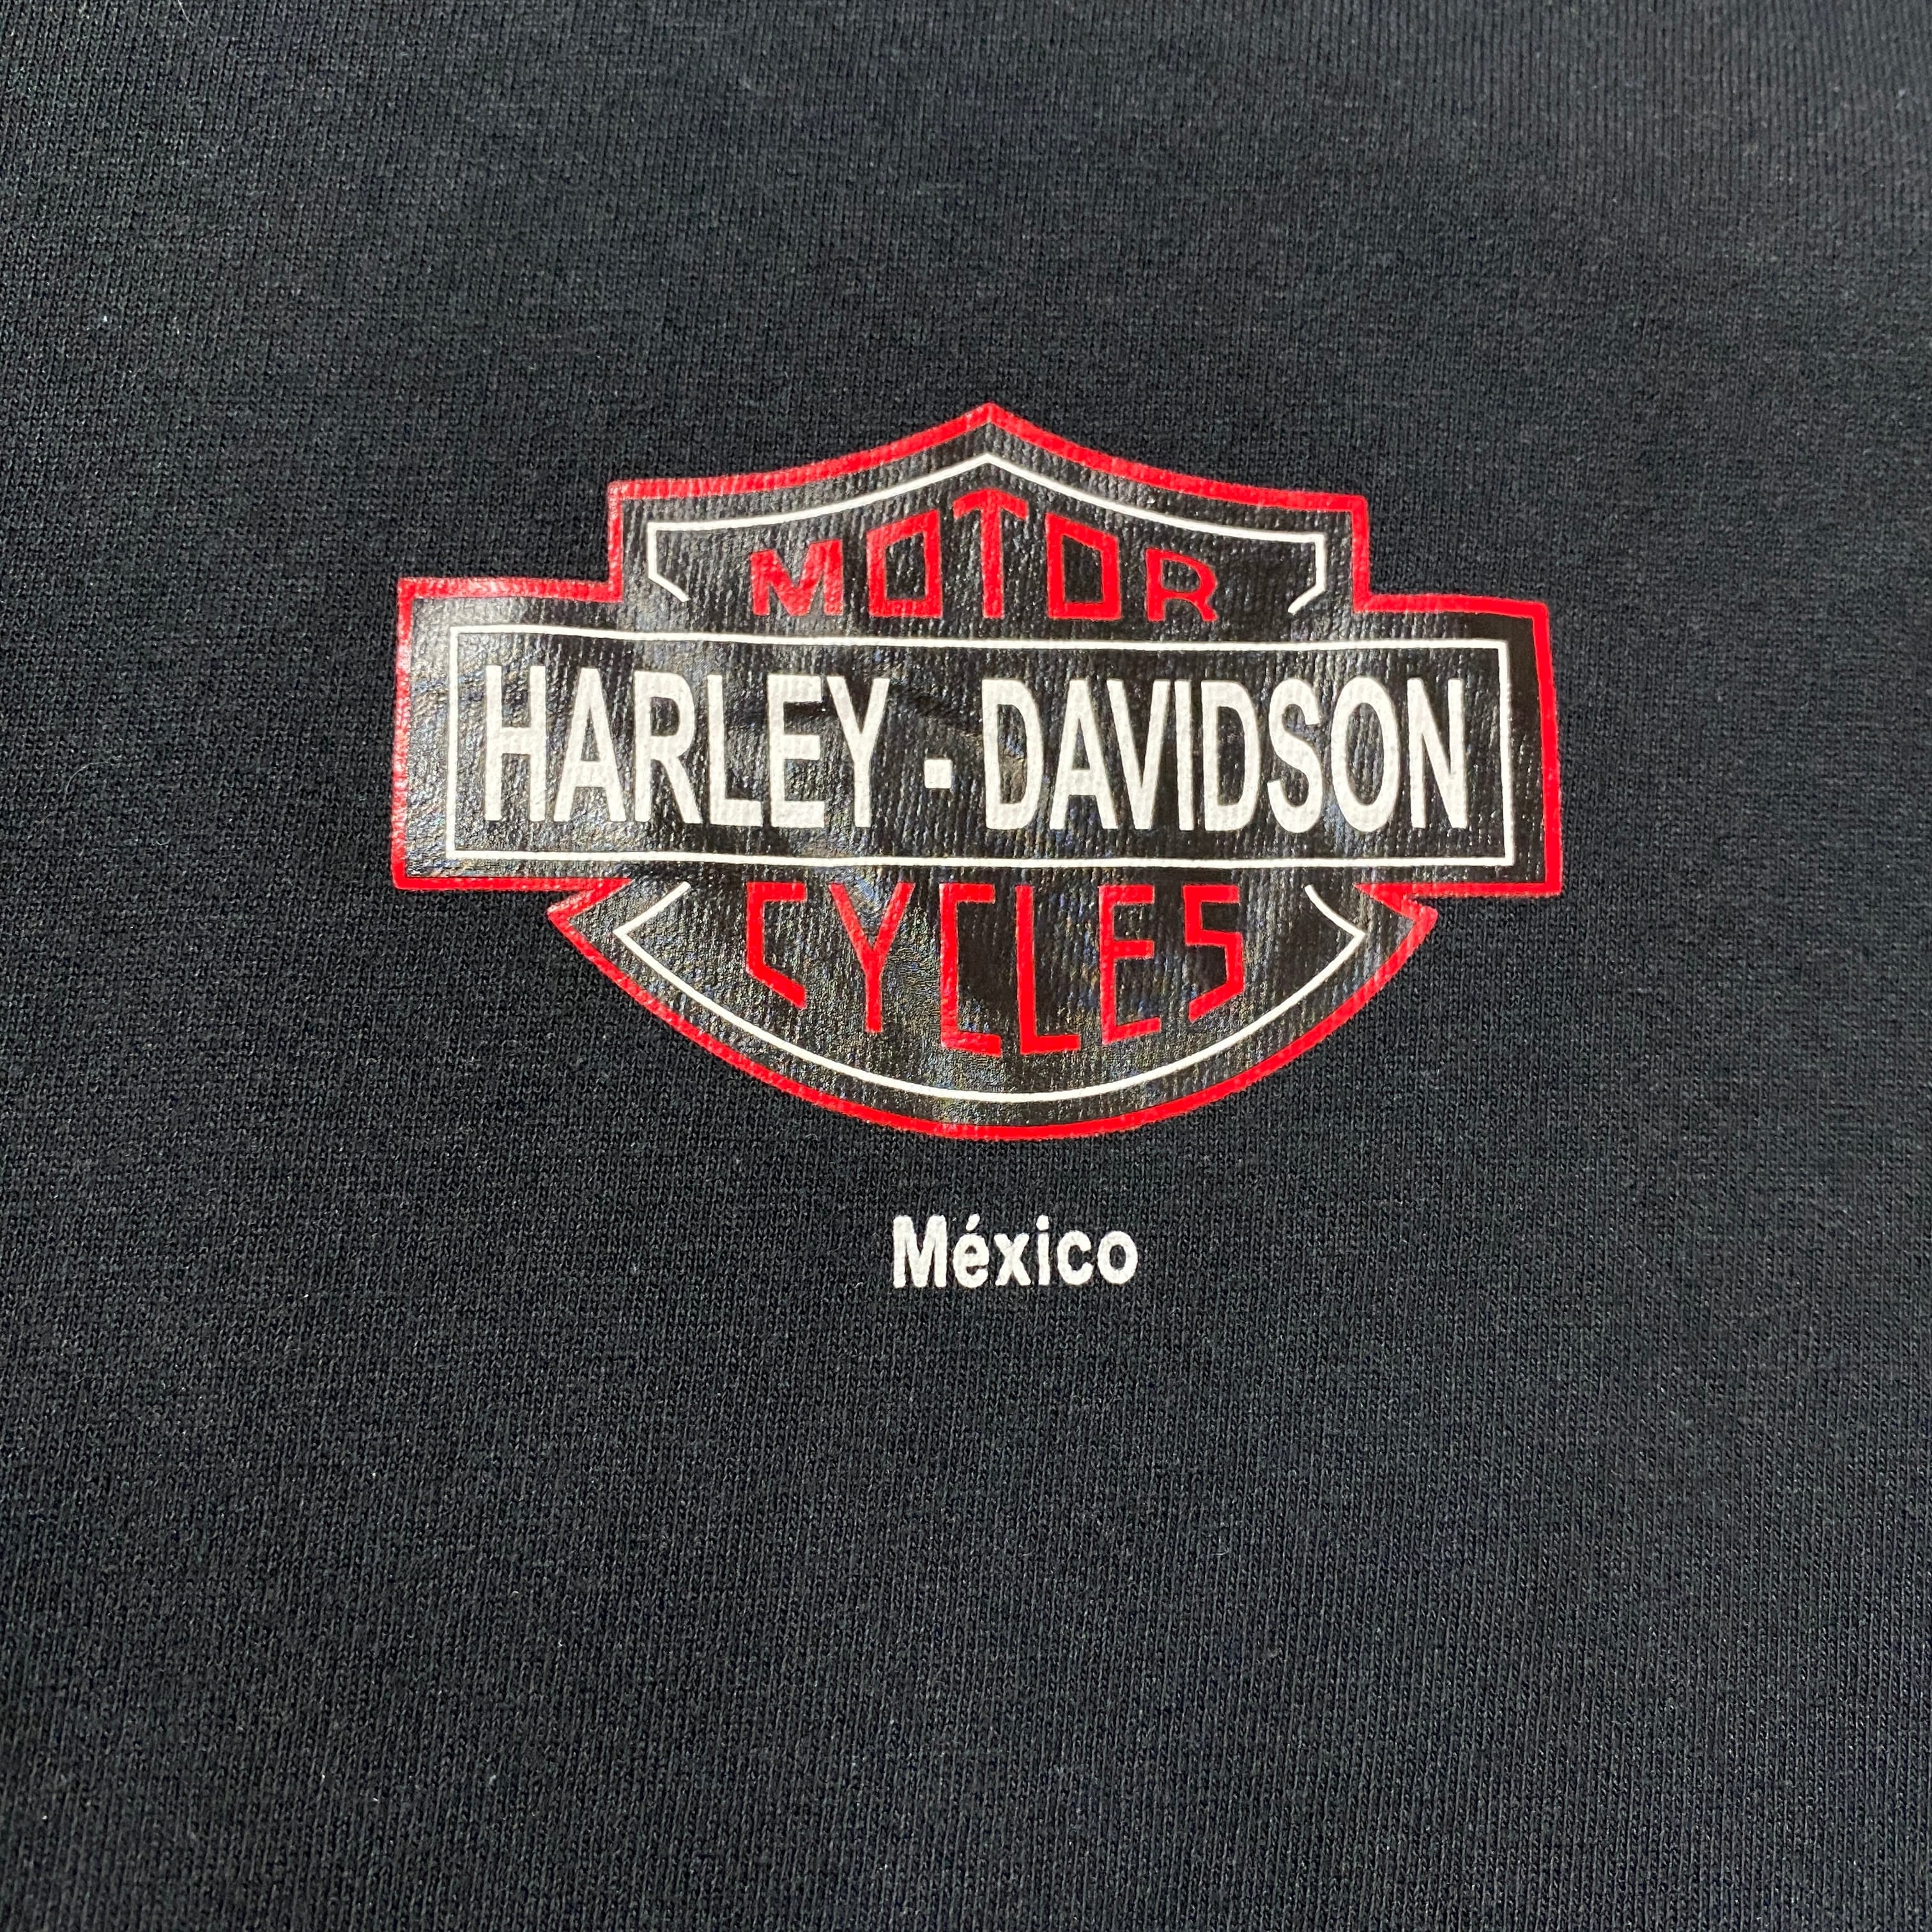 MOTOR
HARLEY - DAVIDSON
CYCLES
México